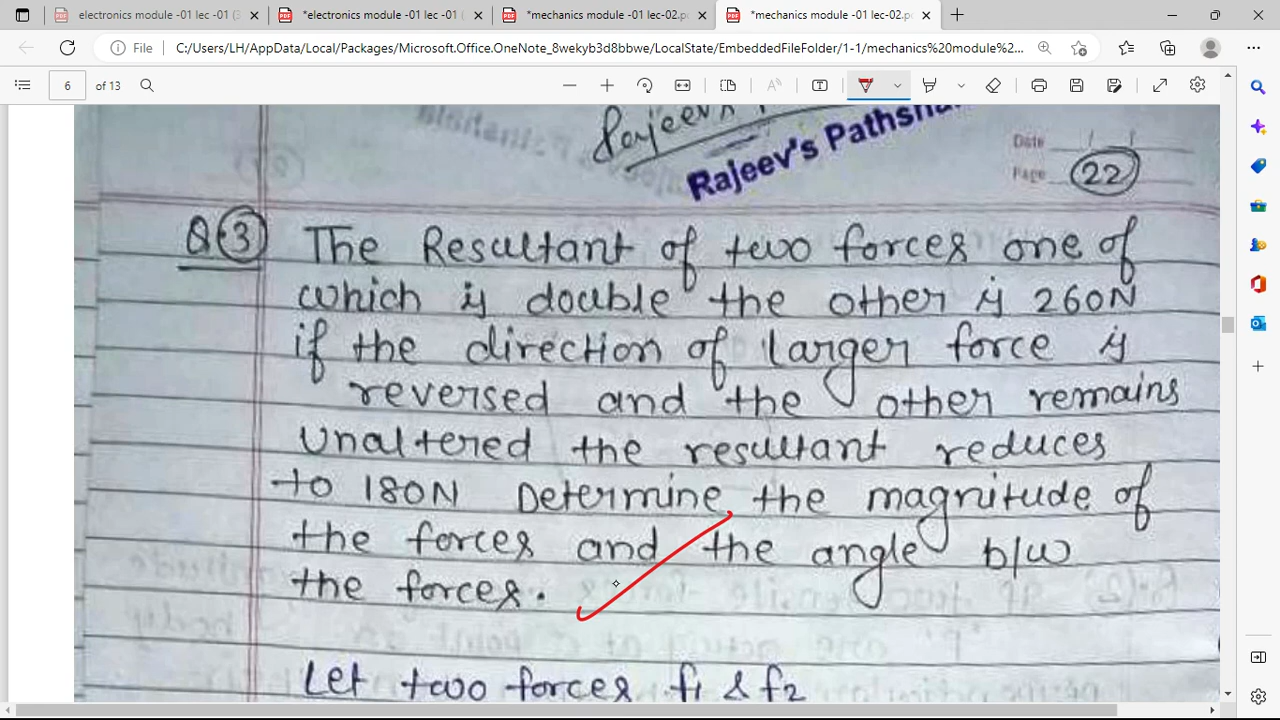 electronics module -01 lec -01 (
*electronics module -01 lec -01 (
*mechanics module -01 lec-02.p
*mechanics module -01 lec-02.p
File
C:/Users/LH/AppData/Local/Packages/Microsoft.Office.OneNote_8wekyb3d8bbwe/LocalState/EmbeddedFileFolder/1-1/mechanics%20module%2...
6 of 13
Rajeev's
Date
Page 22
Q.3 The Resultant of two forces one of
which is double the other is 260N
if the direction of larger force is
reversed and the other remains
unaltered the resultant reduces
to 180N Determine the magnitude of
the forces and the angle b/w
the forces.
Let two forces f1 & f2